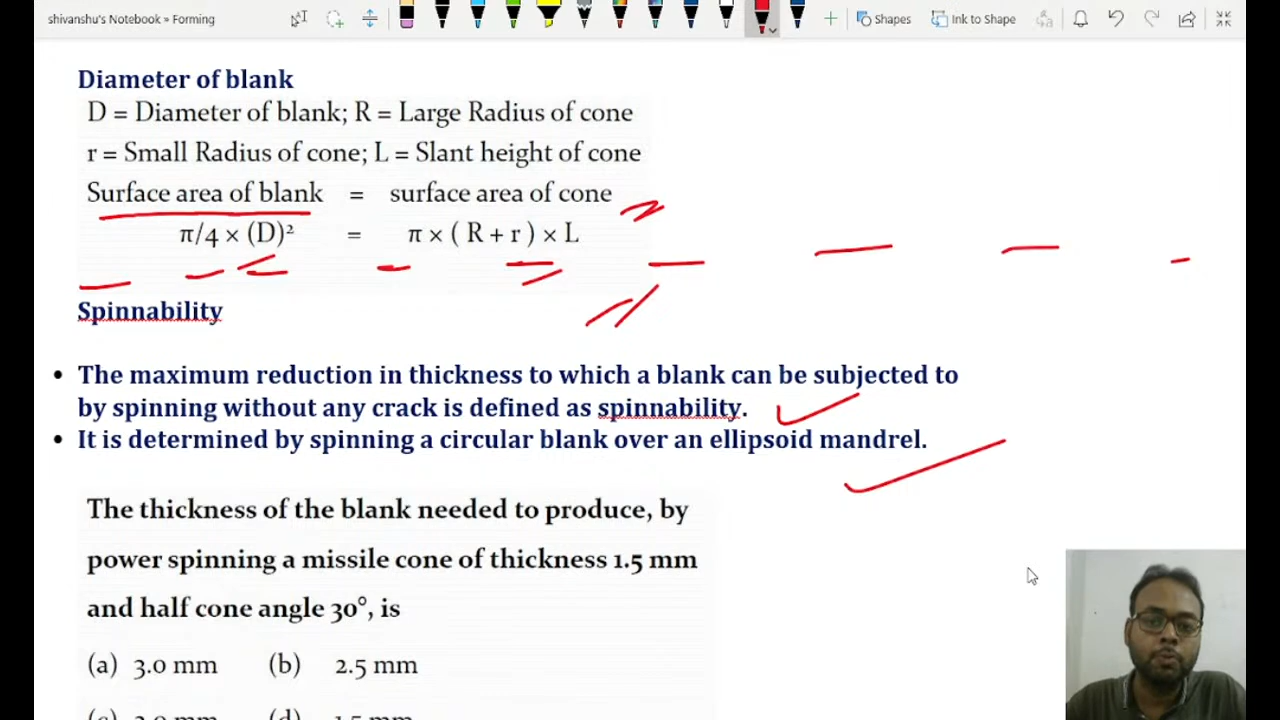 shivanshu's Notebook » Forming
Shapes
Ink to Shape
Diameter of blank
D = Diameter of blank; R = Large Radius of cone
r = Small Radius of cone; L = Slant height of cone
Surface area of blank = surface area of cone
π/4 × (D)² = π × ( R + r ) × L
Spinnability
• The maximum reduction in thickness to which a blank can be subjected to
by spinning without any crack is defined as spinnability.
• It is determined by spinning a circular blank over an ellipsoid mandrel.
The thickness of the blank needed to produce, by
power spinning a missile cone of thickness 1.5 mm
and half cone angle 30°, is
(a) 3.0 mm (b) 2.5 mm